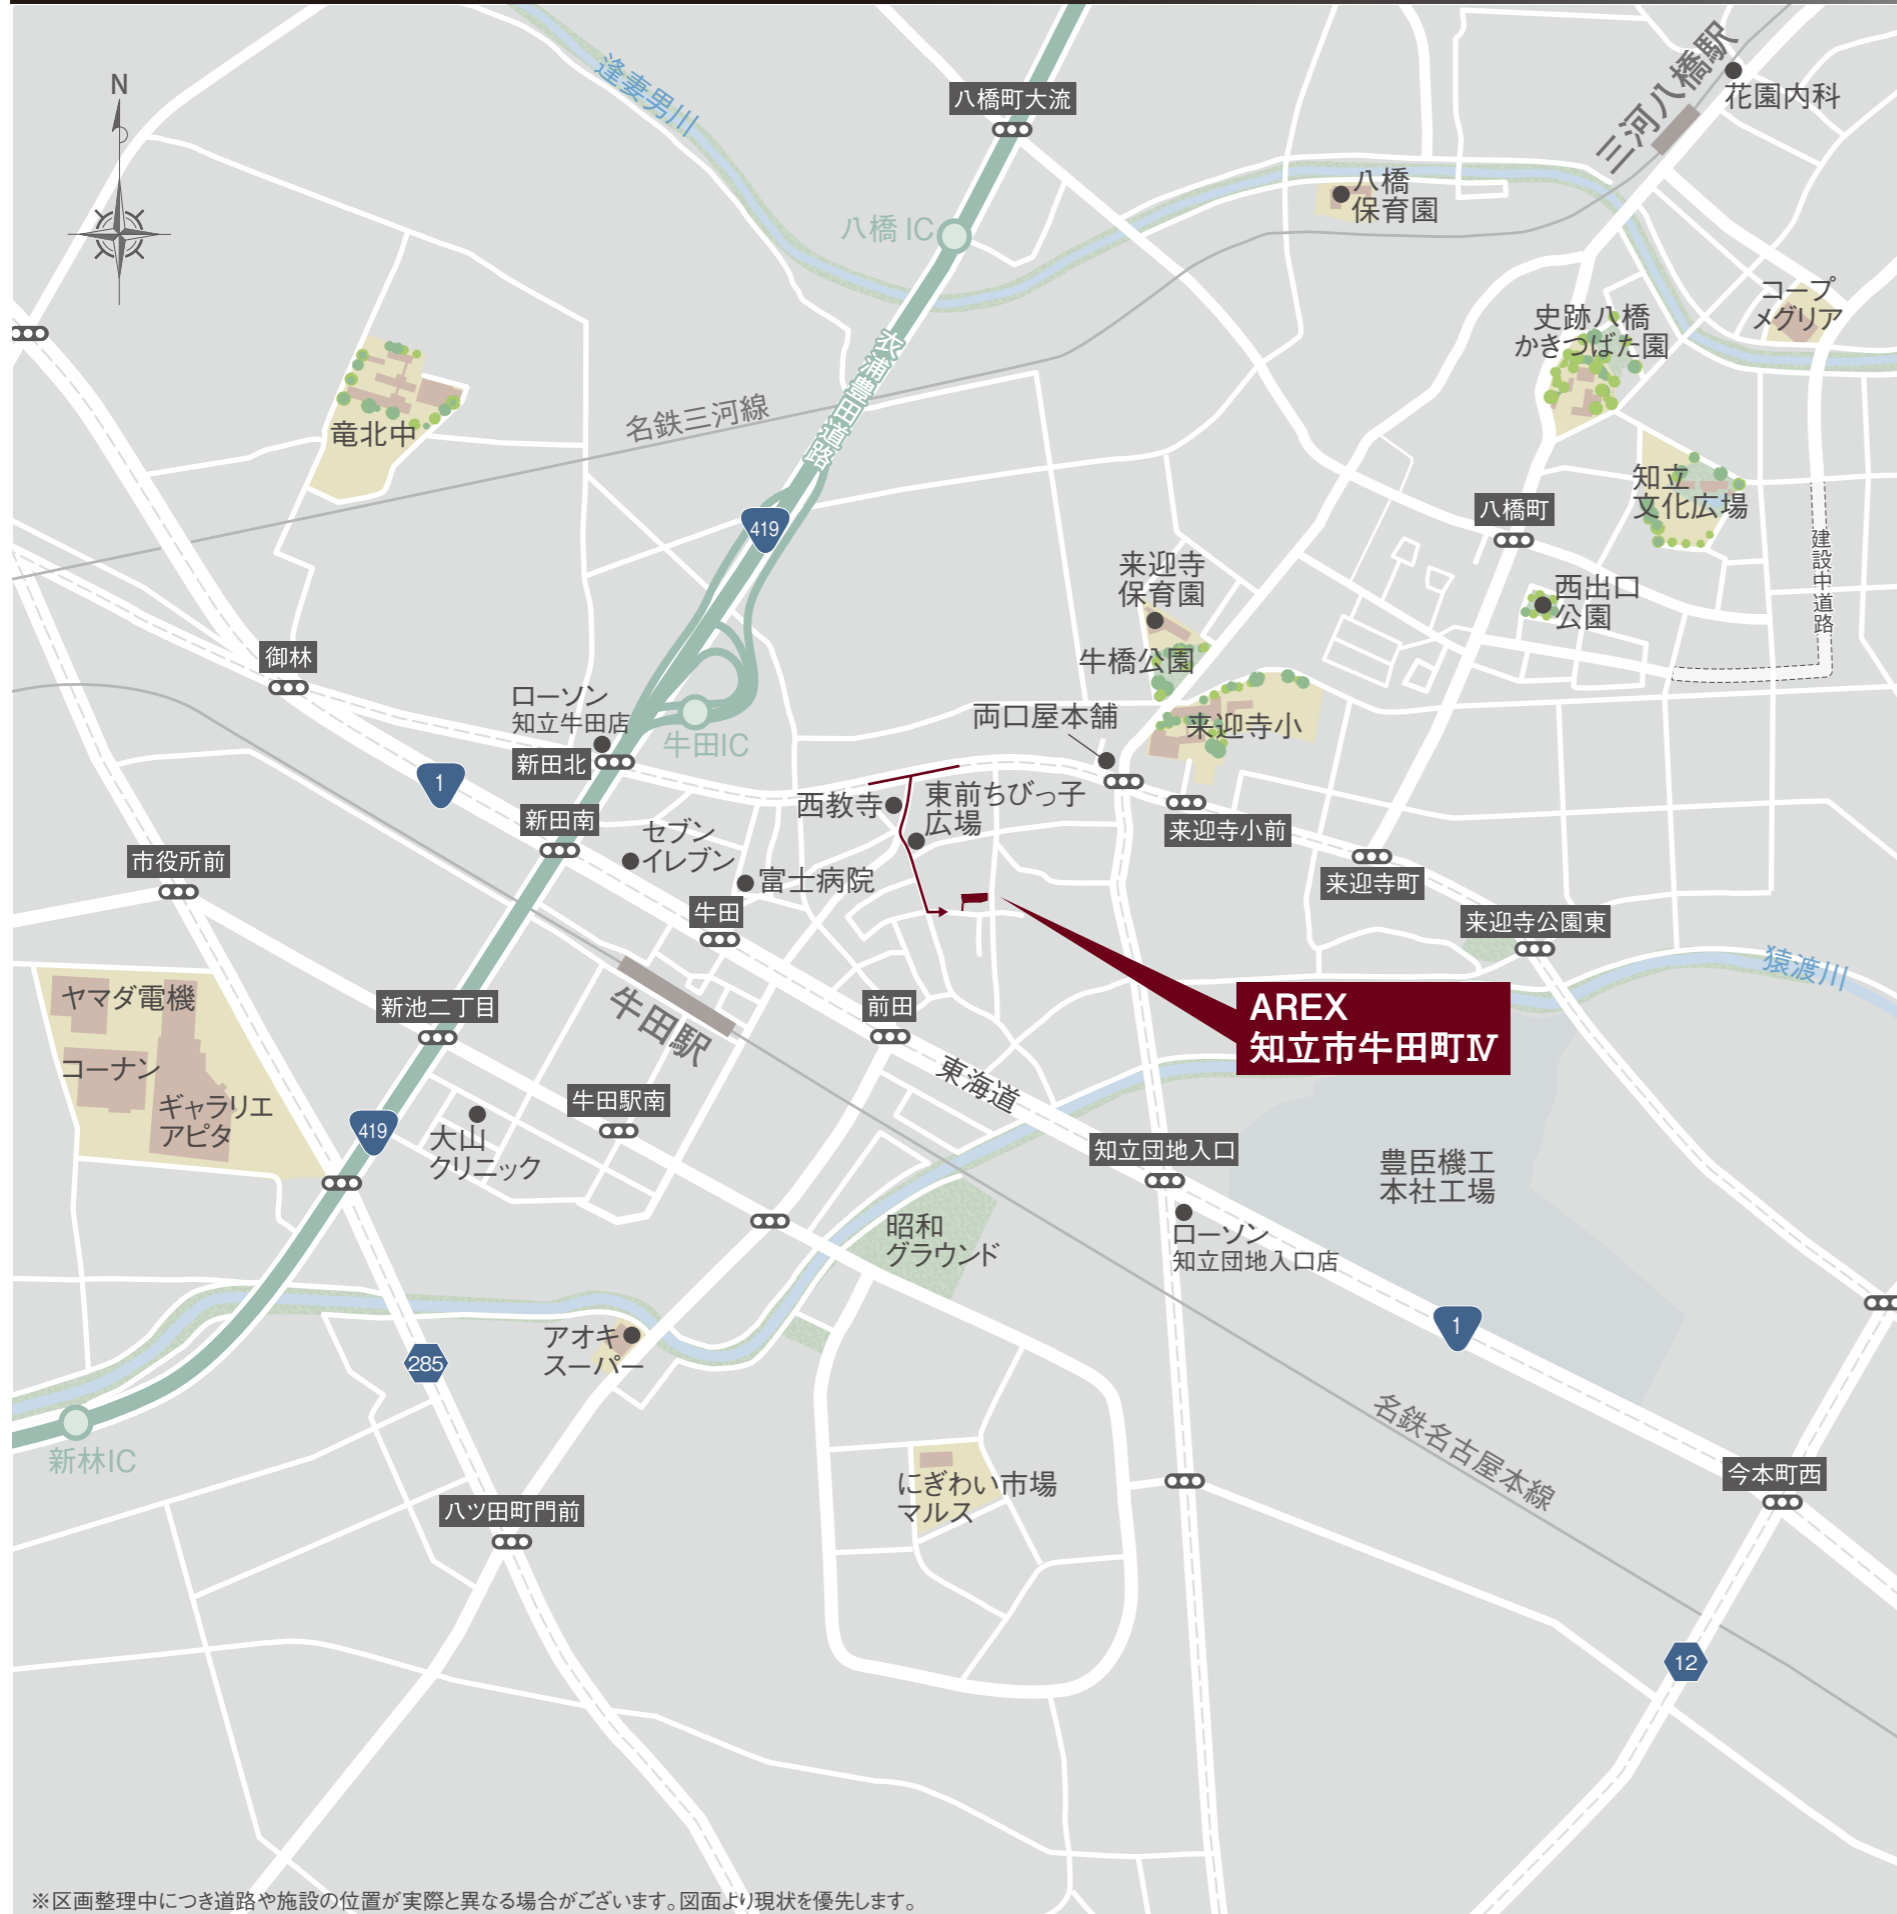 N
逢妻男川
八橋町大流
三河八橋駅
花園内科
八橋
保育園
八橋 IC
コープ
メグリア
史跡八橋
かきつばた園
衣浦豊田道路
名鉄三河線
竜北中
知立
文化広場
八橋町
419
建設中道路
来迎寺
保育園
西出口
公園
御林
牛橋公園
ローソン
知立牛田店
両口屋本舗
来迎寺小
牛田IC
新田北
1
西教寺
東前ちびっ子
広場
新田南
セブン
イレブン
来迎寺小前
市役所前
富士病院
来迎寺町
牛田
来迎寺公園東
猿渡川
ヤマダ電機
新池二丁目
牛田駅
前田
AREX
知立市牛田町Ⅳ
コーナン
東海道
ギャラリエ
アピタ
牛田駅南
419
大山
クリニック
知立団地入口
豊臣機工
本社工場
昭和
グラウンド
ローソン
知立団地入口店
アオキ
スーパー
285
1
名鉄名古屋本線
新林IC
にぎわい市場
マルス
今本町西
八ツ田町門前
12
※区画整理中につき道路や施設の位置が実際と異なる場合がございます。図面より現状を優先します。